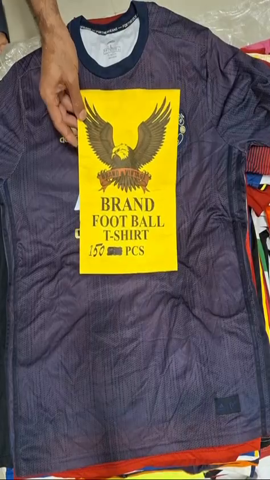 BRAND
FOOT BALL
T-SHIRT
150 PCS